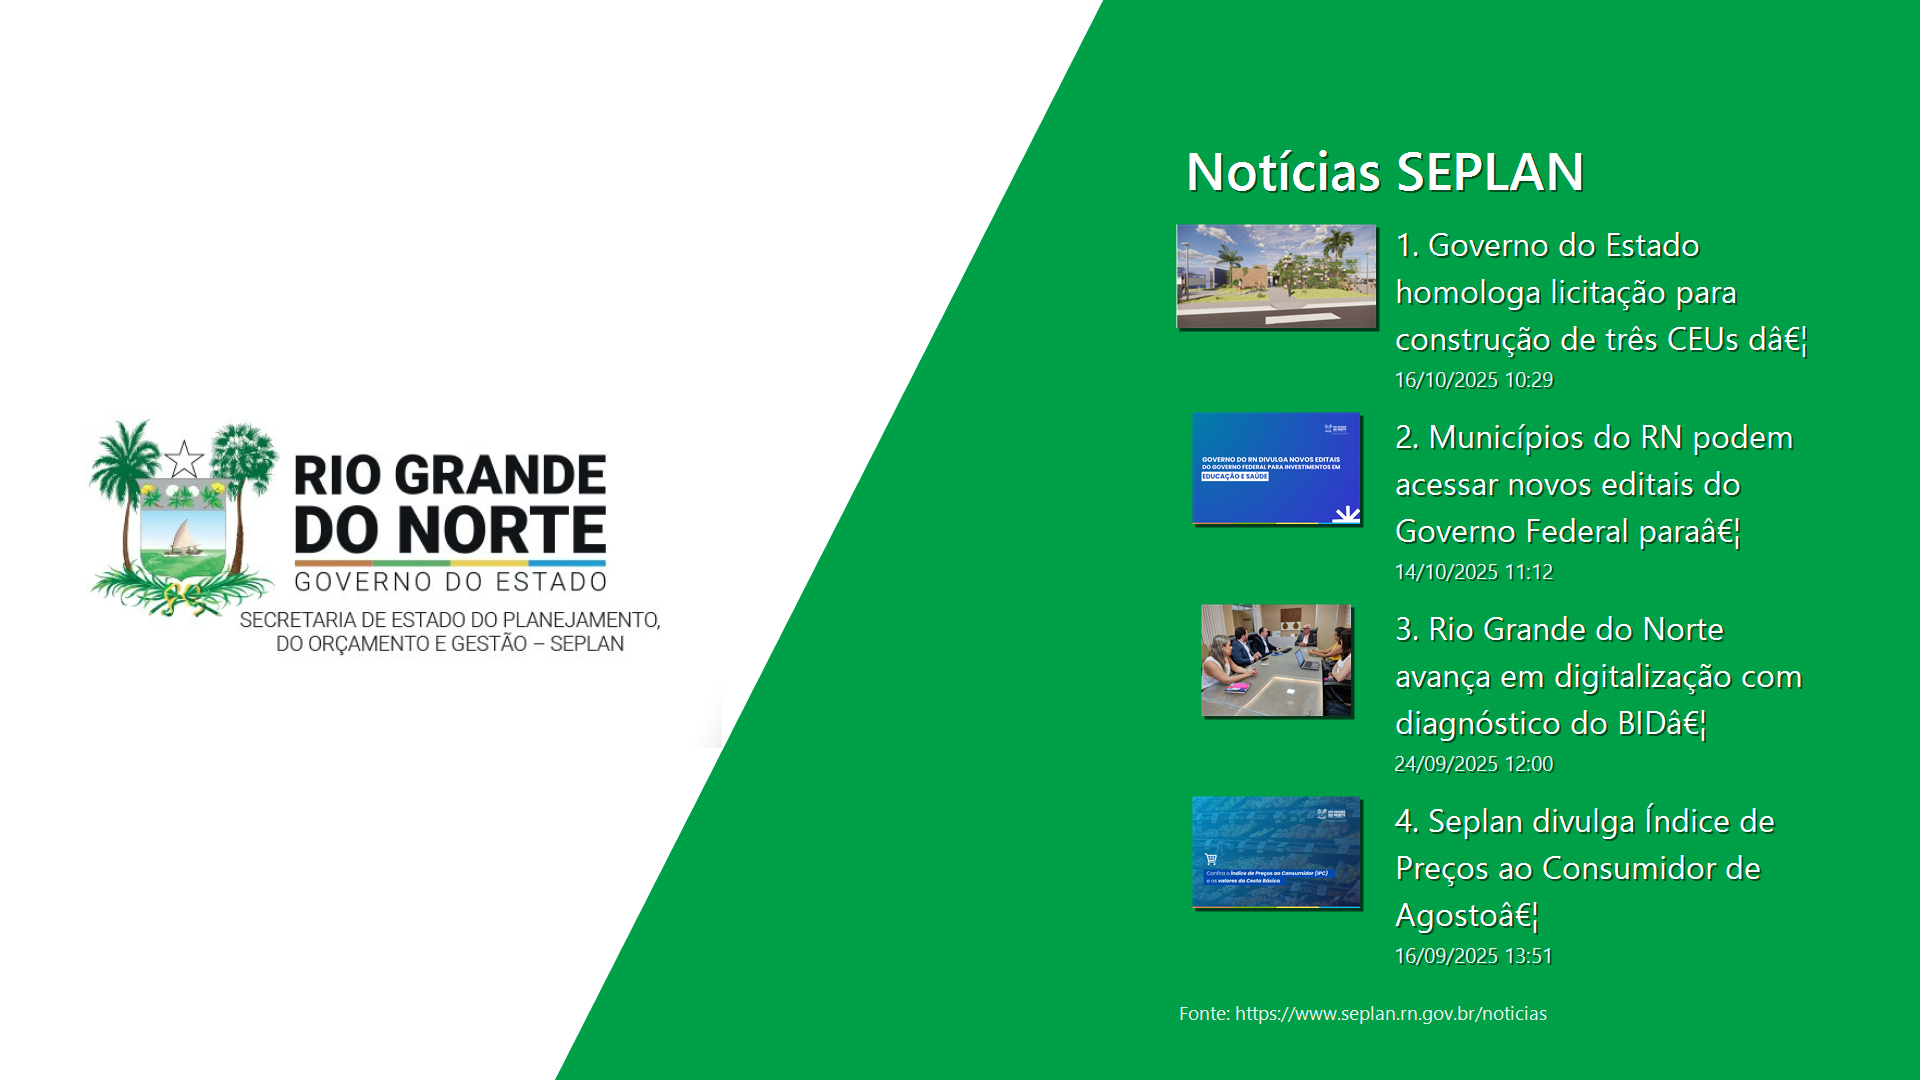 RIO GRANDE
DO NORTE
GOVERNO DO ESTADO
SECRETARIA DE ESTADO DO PLANEJAMENTO,
DO ORÇAMENTO E GESTÃO – SEPLAN
Notícias SEPLAN
1. Governo do Estado
homologa licitação para
construção de três CEUs dâ€¦
16/10/2025 10:29
GOVERNO DO RN DIVULGA NOVOS EDITAIS
DO GOVERNO FEDERAL PARA INVESTIMENTOS EM
EDUCAÇÃO E SAÚDE
2. Municípios do RN podem
acessar novos editais do
Governo Federal paraâ€¦
14/10/2025 11:12
3. Rio Grande do Norte
avança em digitalização com
diagnóstico do BIDâ€¦
24/09/2025 12:00
RIO GRANDE
DO NORTE
Confira o Índice de Preços ao Consumidor (IPC)
e os valores da Cesta Básica
4. Seplan divulga Índice de
Preços ao Consumidor de
Agostoâ€¦
16/09/2025 13:51
Fonte: https://www.seplan.rn.gov.br/noticias